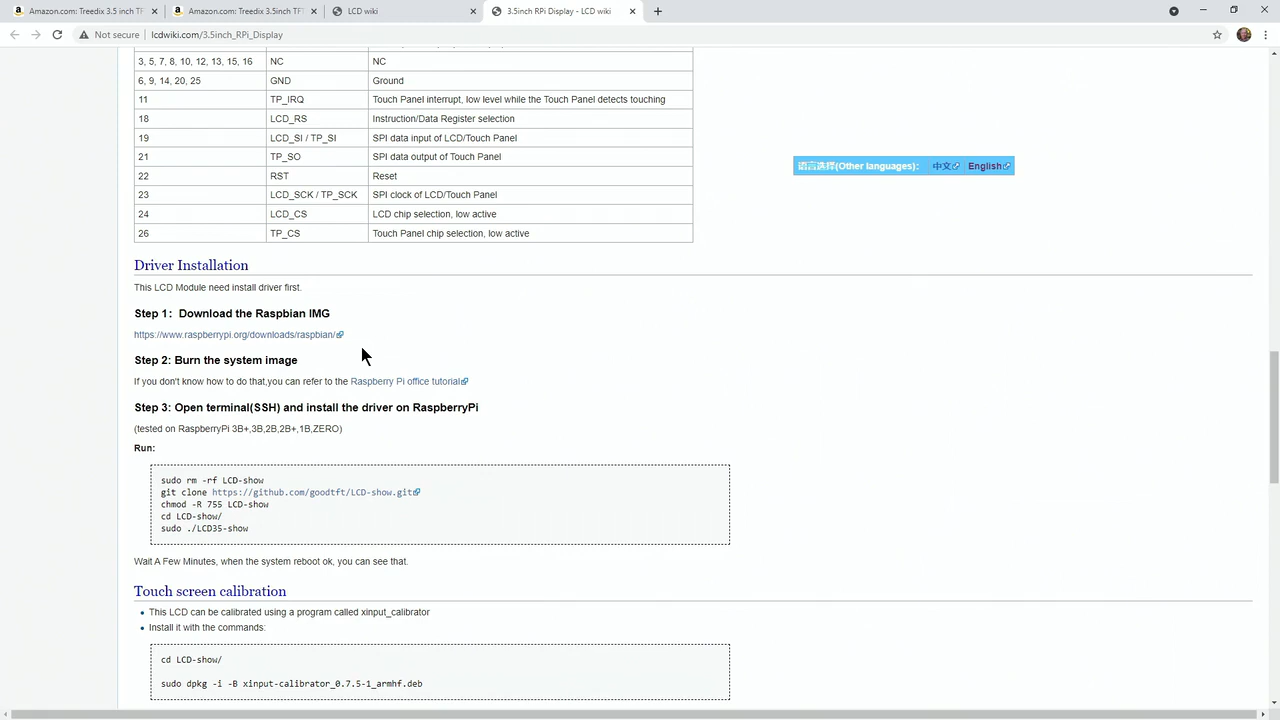 Amazon.com: Treedix 3.5 inch TF
Amazon.com: Treedix 3.5inch TFT
LCD wiki
3.5inch RPi Display - LCD wiki
Not secure
lcdwiki.com/3.5inch_RPi_Display
3, 5, 7, 8, 10, 12, 13, 15, 16 NC NC
6, 9, 14, 20, 25 GND Ground
11 TP_IRQ Touch Panel interrupt, low level while the Touch Panel detects touching
18 LCD_RS Instruction/Data Register selection
19 LCD_SI / TP_SI SPI data input of LCD/Touch Panel
21 TP_SO SPI data output of Touch Panel
22 RST Reset
23 LCD_SCK / TP_SCK SPI clock of LCD/Touch Panel
24 LCD_CS LCD chip selection, low active
26 TP_CS Touch Panel chip selection, low active
语言选择(Other languages): 中文 English
Driver Installation
This LCD Module need install driver first.
Step 1: Download the Raspbian IMG
https://www.raspberrypi.org/downloads/raspbian/
Step 2: Burn the system image
If you don't know how to do that,you can refer to the Raspberry Pi office tutorial
Step 3: Open terminal(SSH) and install the driver on RaspberryPi
(tested on RaspberryPi 3B+,3B,2B,2B+,1B,ZERO)
Run:
sudo rm -rf LCD-show
git clone https://github.com/goodtft/LCD-show.git
chmod -R 755 LCD-show
cd LCD-show/
sudo ./LCD35-show
Wait A Few Minutes, when the system reboot ok, you can see that.
Touch screen calibration
This LCD can be calibrated using a program called xinput_calibrator
Install it with the commands:
cd LCD-show/
sudo dpkg -i -B xinput-calibrator_0.7.5-1_armhf.deb